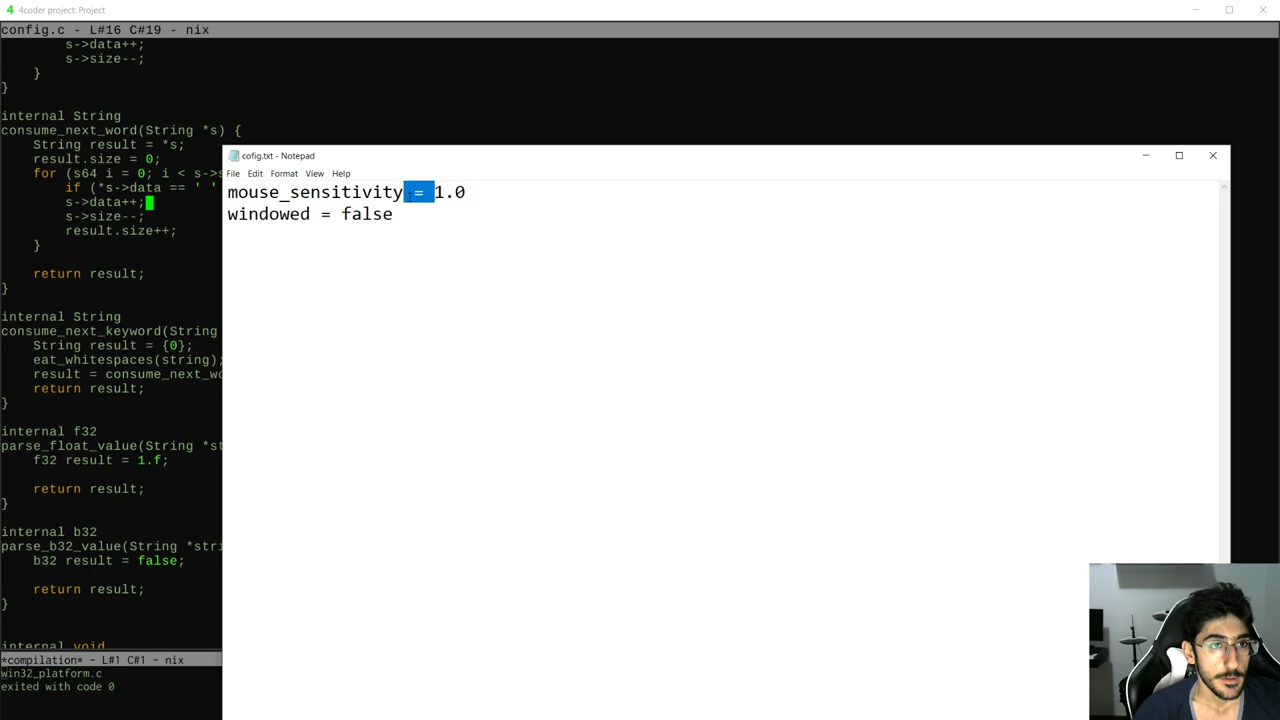 4coder project: Project
config.c - L#16 C#19 - nix
s->data++;
s->size--;
}
}
internal String
consume_next_word(String *s) {
String result = *s;
result.size = 0;
for (s64 i = 0; i < s->s
if (*s->data == ' '
s->data++;
s->size--;
result.size++;
}
return result;
}
internal String
consume_next_keyword(String
String result = {0};
eat_whitespaces(string);
result = consume_next_wo
return result;
}
internal f32
parse_float_value(String *st
f32 result = 1.f;
return result;
}
internal b32
parse_b32_value(String *stri
b32 result = false;
return result;
}
internal void
*compilation* - L#1 C#1 - nix
win32_platform.c
exited with code 0
cofig.txt - Notepad
File Edit Format View Help
mouse_sensitivity = 1.0
windowed = false